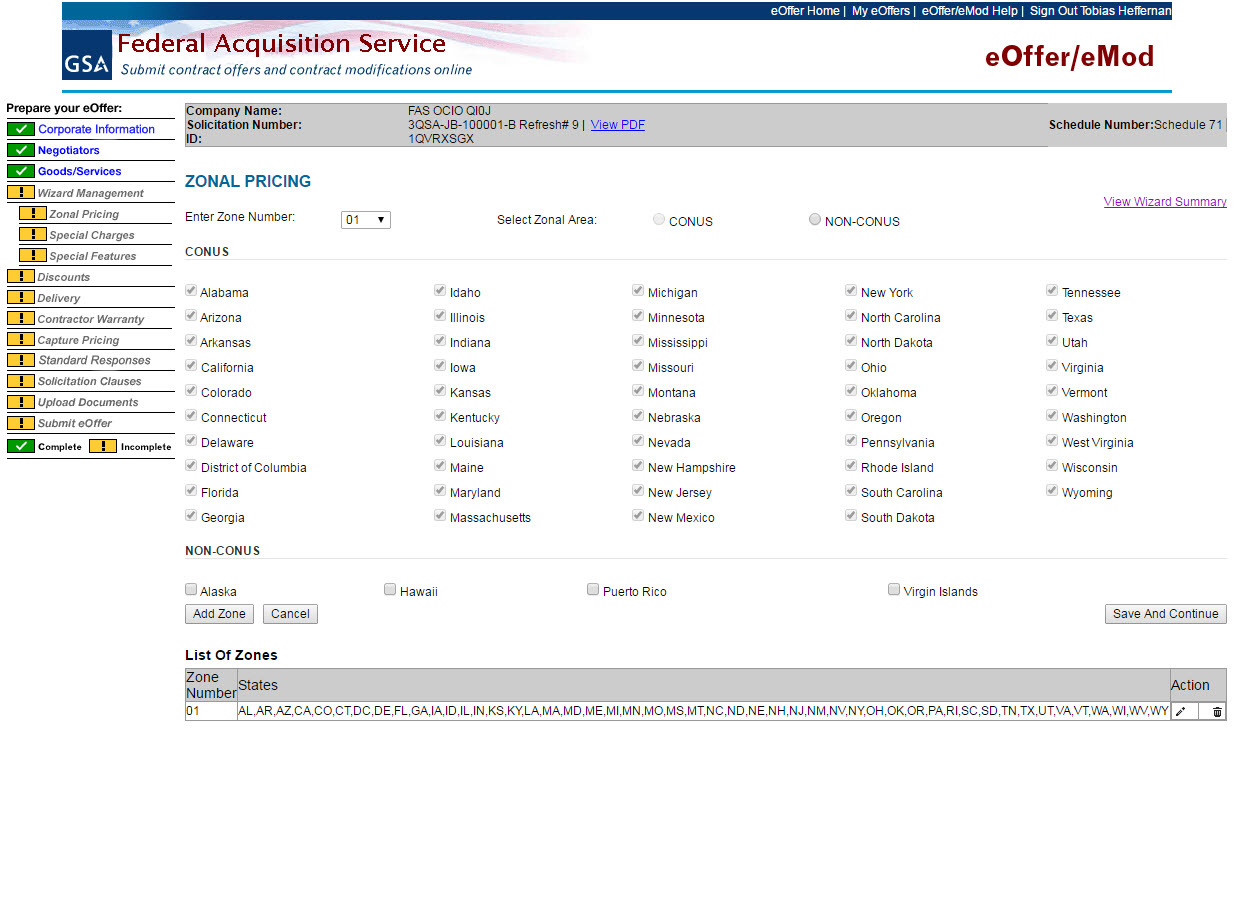 eOffer Home | My eOffers | eOffer/eMod Help | Sign Out Tobias Heffernan
GSA
Federal Acquisition Service
Submit contract offers and contract modifications online
eOffer/eMod
Prepare your eOffer:
Corporate Information
Negotiators
Goods/Services
Wizard Management
Zonal Pricing
Special Charges
Special Features
Discounts
Delivery
Contractor Warranty
Capture Pricing
Standard Responses
Solicitation Clauses
Upload Documents
Submit eOffer
Complete Incomplete
Company Name: FAS OCIO QI0J
Solicitation Number: 3QSA-JB-100001-B Refresh# 9 | View PDF Schedule Number:Schedule 71
ID: 1QVRXSGX
ZONAL PRICING
View Wizard Summary
Enter Zone Number: 01 Select Zonal Area: CONUS NON-CONUS
CONUS
Alabama Idaho Michigan New York Tennessee
Arizona Illinois Minnesota North Carolina Texas
Arkansas Indiana Mississippi North Dakota Utah
California Iowa Missouri Ohio Virginia
Colorado Kansas Montana Oklahoma Vermont
Connecticut Kentucky Nebraska Oregon Washington
Delaware Louisiana Nevada Pennsylvania West Virginia
District of Columbia Maine New Hampshire Rhode Island Wisconsin
Florida Maryland New Jersey South Carolina Wyoming
Georgia Massachusetts New Mexico South Dakota
NON-CONUS
Alaska Hawaii Puerto Rico Virgin Islands
Add Zone Cancel Save And Continue
List Of Zones
Zone Number States Action
01 AL,AR,AZ,CA,CO,CT,DC,DE,FL,GA,IA,ID,IL,IN,KS,KY,LA,MA,MD,ME,MI,MN,MO,MS,MT,NC,ND,NE,NH,NJ,NM,NV,NY,OH,OK,OR,PA,RI,SC,SD,TN,TX,UT,VA,VT,WA,WI,WV,WY